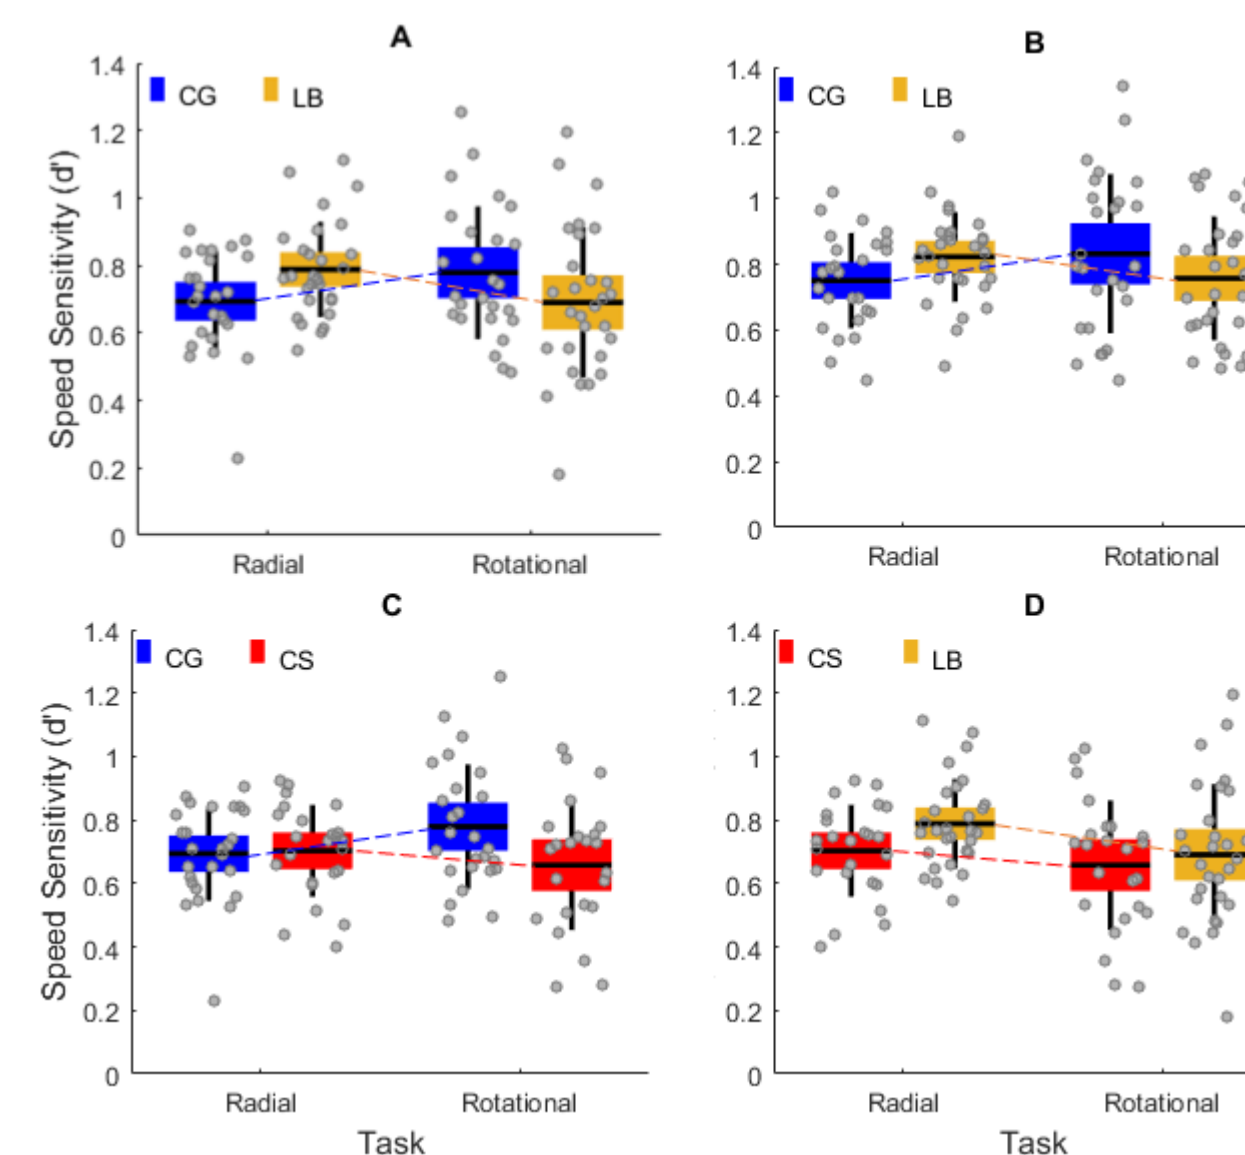 A
B
1.4
1.2
1
0.8
0.6
0.4
0.2
0
Speed Sensitivity (d')
CG
LB
Radial
Rotational
1.4
1.2
1
0.8
0.6
0.4
0.2
0
CG
LB
Radial
Rotational
C
D
1.4
1.2
1
0.8
0.6
0.4
0.2
0
Speed Sensitivity (d')
CG
CS
Radial
Rotational
Task
1.4
1.2
1
0.8
0.6
0.4
0.2
0
CS
LB
Radial
Rotational
Task